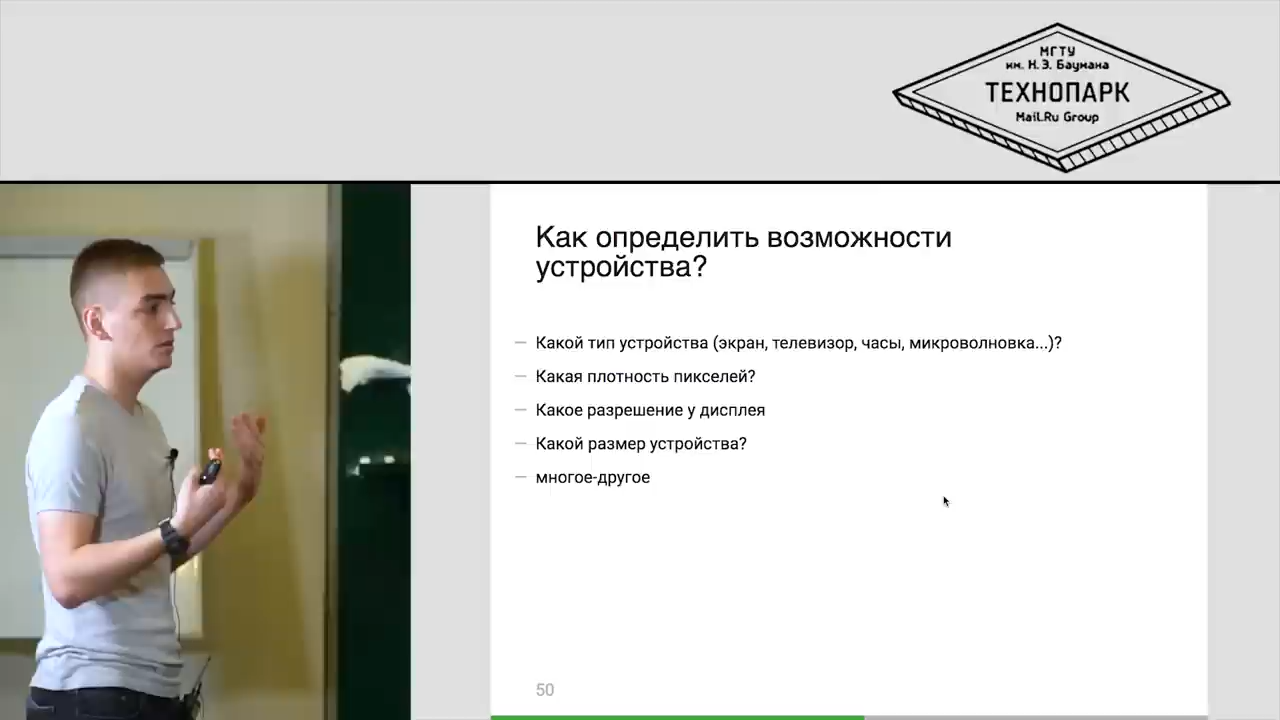 МГТУ
им. Н.Э. Баумана
ТЕХНОПАРК
Mail.Ru Group
Как определить возможности
устройства?
— Какой тип устройства (экран, телевизор, часы, микроволновка...)?
— Какая плотность пикселей?
— Какое разрешение у дисплея
— Какой размер устройства?
— многое-другое
50